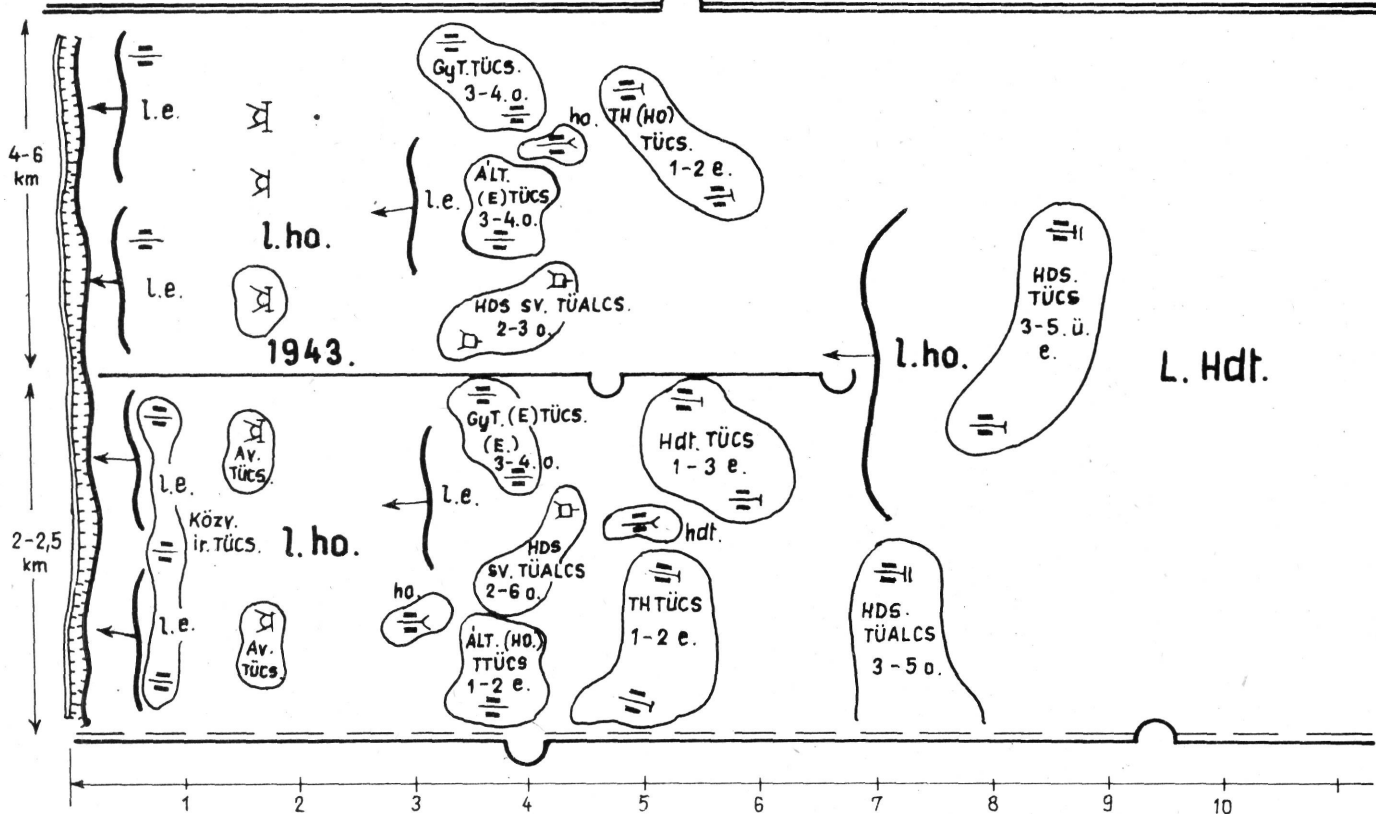 4-6
km
l.e.
l.e.
l.ho.
1943.
GyT.TÜCS.
3-4.o.
ho.
TH (HO)
TÜCS.
1-2 e.
l.e.
ÁLT.
(E)TÜCS
3-4.o.
HDS SV. TÜALCS.
2-3 o.
l.ho.
HDS.
TÜCS
3-5. ü.
e.
L. Hdt.
2-2,5
km
l.e.
Közv.
ir. TÜCS.
l.e.
Av.
TÜCS.
Av.
TÜCS.
l.ho.
l.e.
GyT.(E)TÜCS.
(E.)
3-4.o.
HDS
SV. TÜALCS
2-6 o.
ho.
ÁLT.(HO.)
TTÜCS
1-2 e.
Hdt. TÜCS
1-3 e.
hdt.
TH TÜCS
1-2 e.
HDS.
TÜALCS
3-5 o.
1 2 3 4 5 6 7 8 9 10